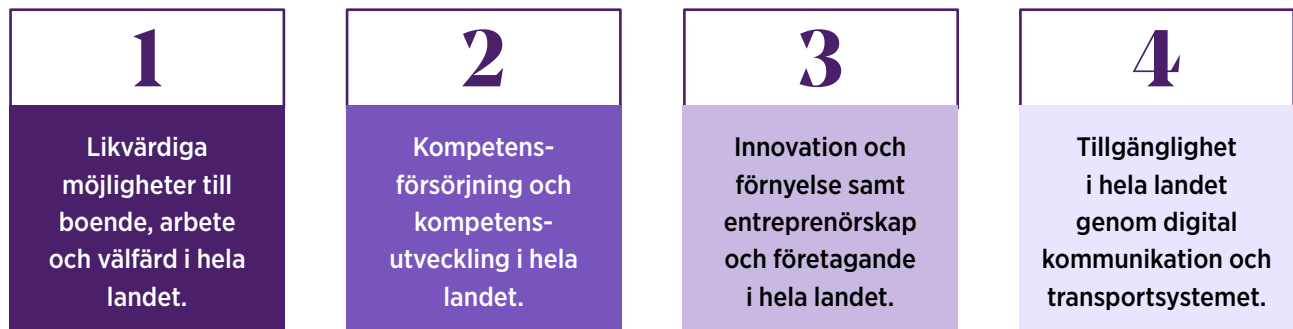 1
Likvärdiga
möjligheter till
boende, arbete
och välfärd i hela
landet.
2
Kompetens-
försörjning och
kompetens-
utveckling i hela
landet.
3
Innovation och
förnyelse samt
entreprenörskap
och företagande
i hela landet.
4
Tillgänglighet
i hela landet
genom digital
kommunikation och
transportsystemet.